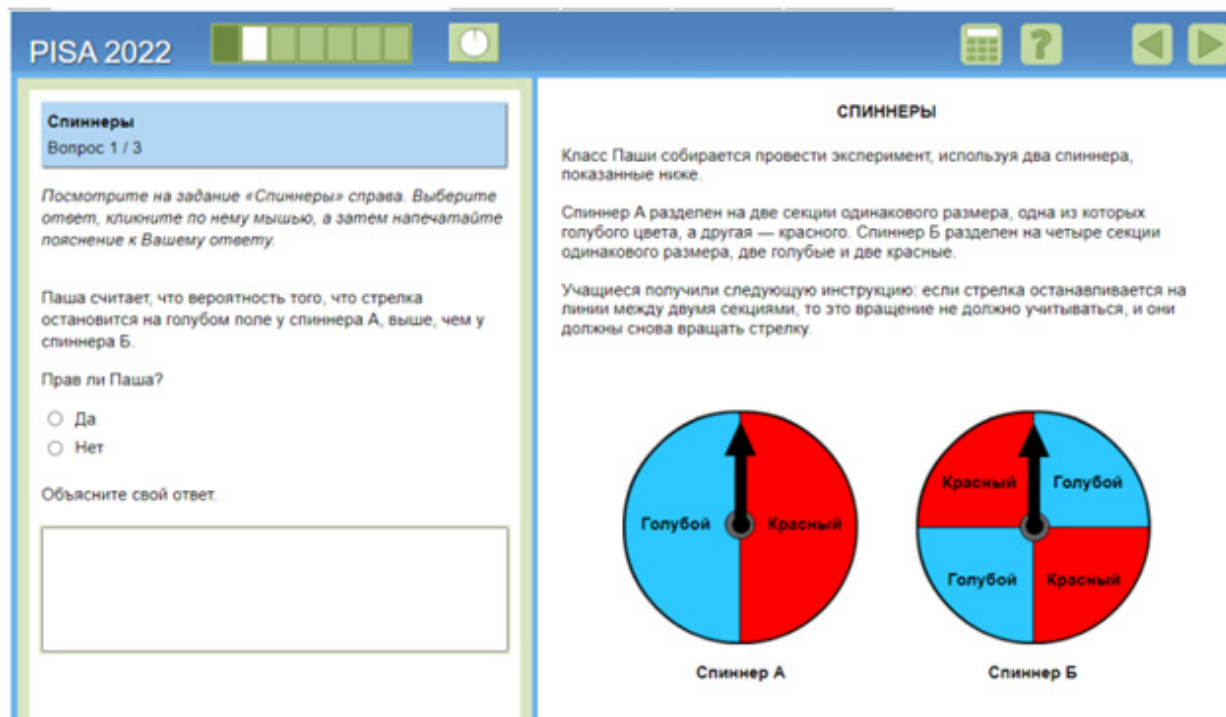 PISA 2022
?
Спиннеры
Вопрос 1 / 3
Посмотрите на задание «Спиннеры» справа. Выберите
ответ, кликните по нему мышью, а затем напечатайте
пояснение к Вашему ответу.
Паша считает, что вероятность того, что стрелка
остановится на голубом поле у спиннера А, выше, чем у
спиннера Б.
Прав ли Паша?
Да
Нет
Объясните свой ответ.
СПИННЕРЫ
Класс Паши собирается провести эксперимент, используя два спиннера,
показанные ниже.
Спиннер А разделен на две секции одинакового размера, одна из которых
голубого цвета, а другая — красного. Спиннер Б разделен на четыре секции
одинакового размера, две голубые и две красные.
Учащиеся получили следующую инструкцию: если стрелка останавливается на
линии между двумя секциями, то это вращение не должно учитываться, и они
должны снова вращать стрелку.
Голубой
Красный
Спиннер А
Красный
Голубой
Голубой
Красный
Спиннер Б